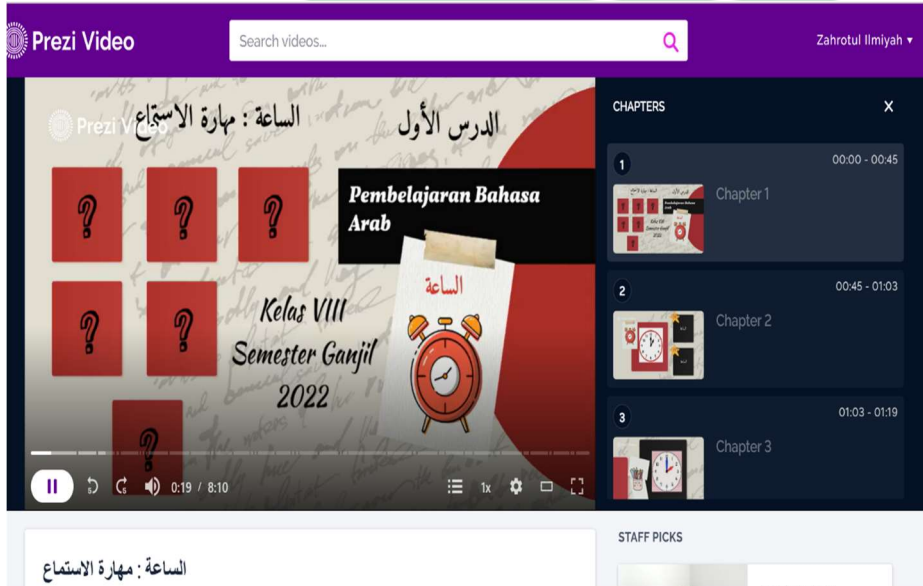 Prezi Video
Search videos...
Zahrotul Ilmiyah
Prezi Video
الدرس الأول
الساعة : مهارة الاستماع
Pembelajaran Bahasa
Arab
? ? ?
? ?
?
الساعة
Kelas VIII
Semester Ganjil
2022
0:19 / 8:10
5
5
1x
CHAPTERS
X
1
00:00 - 00:45
Chapter 1
2
00:45 - 01:03
Chapter 2
3
01:03 - 01:19
Chapter 3
الساعة : مهارة الاستماع
STAFF PICKS